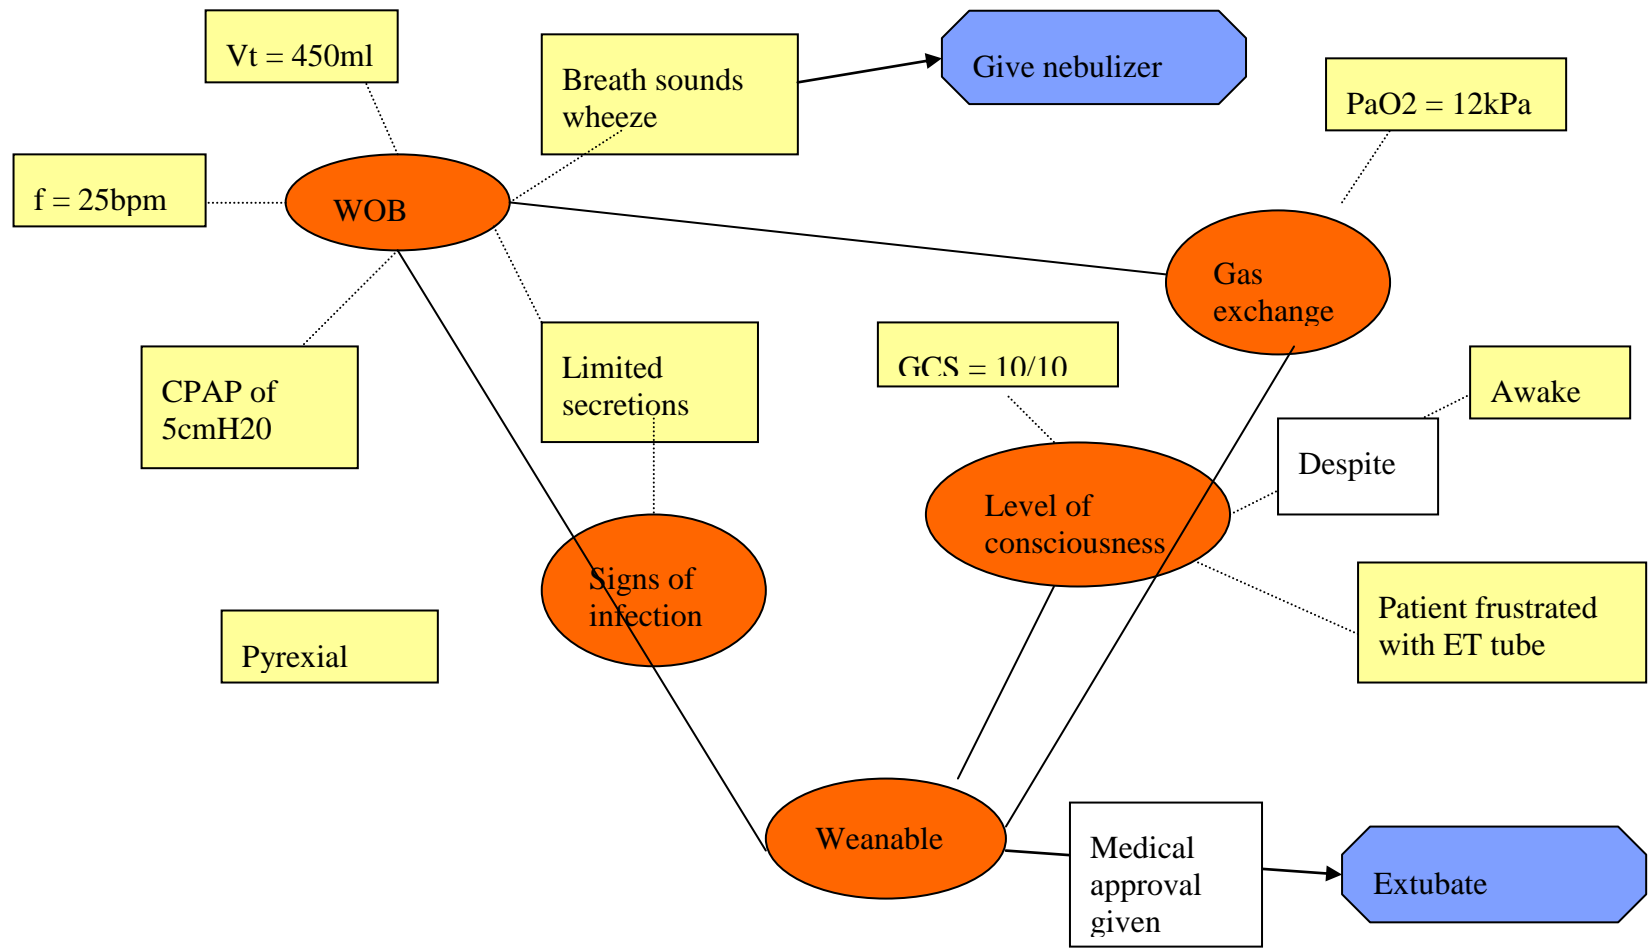 Vt = 450ml
Breath sounds
wheeze
Give nebulizer
PaO2 = 12kPa
f = 25bpm
WOB
Gas
exchange
CPAP of
5cmH20
Limited
secretions
GCS = 10/10
Awake
Despite
Level of
consciousness
Signs of
infection
Patient frustrated
with ET tube
Pyrexial
Weanable
Medical
approval
given
Extubate